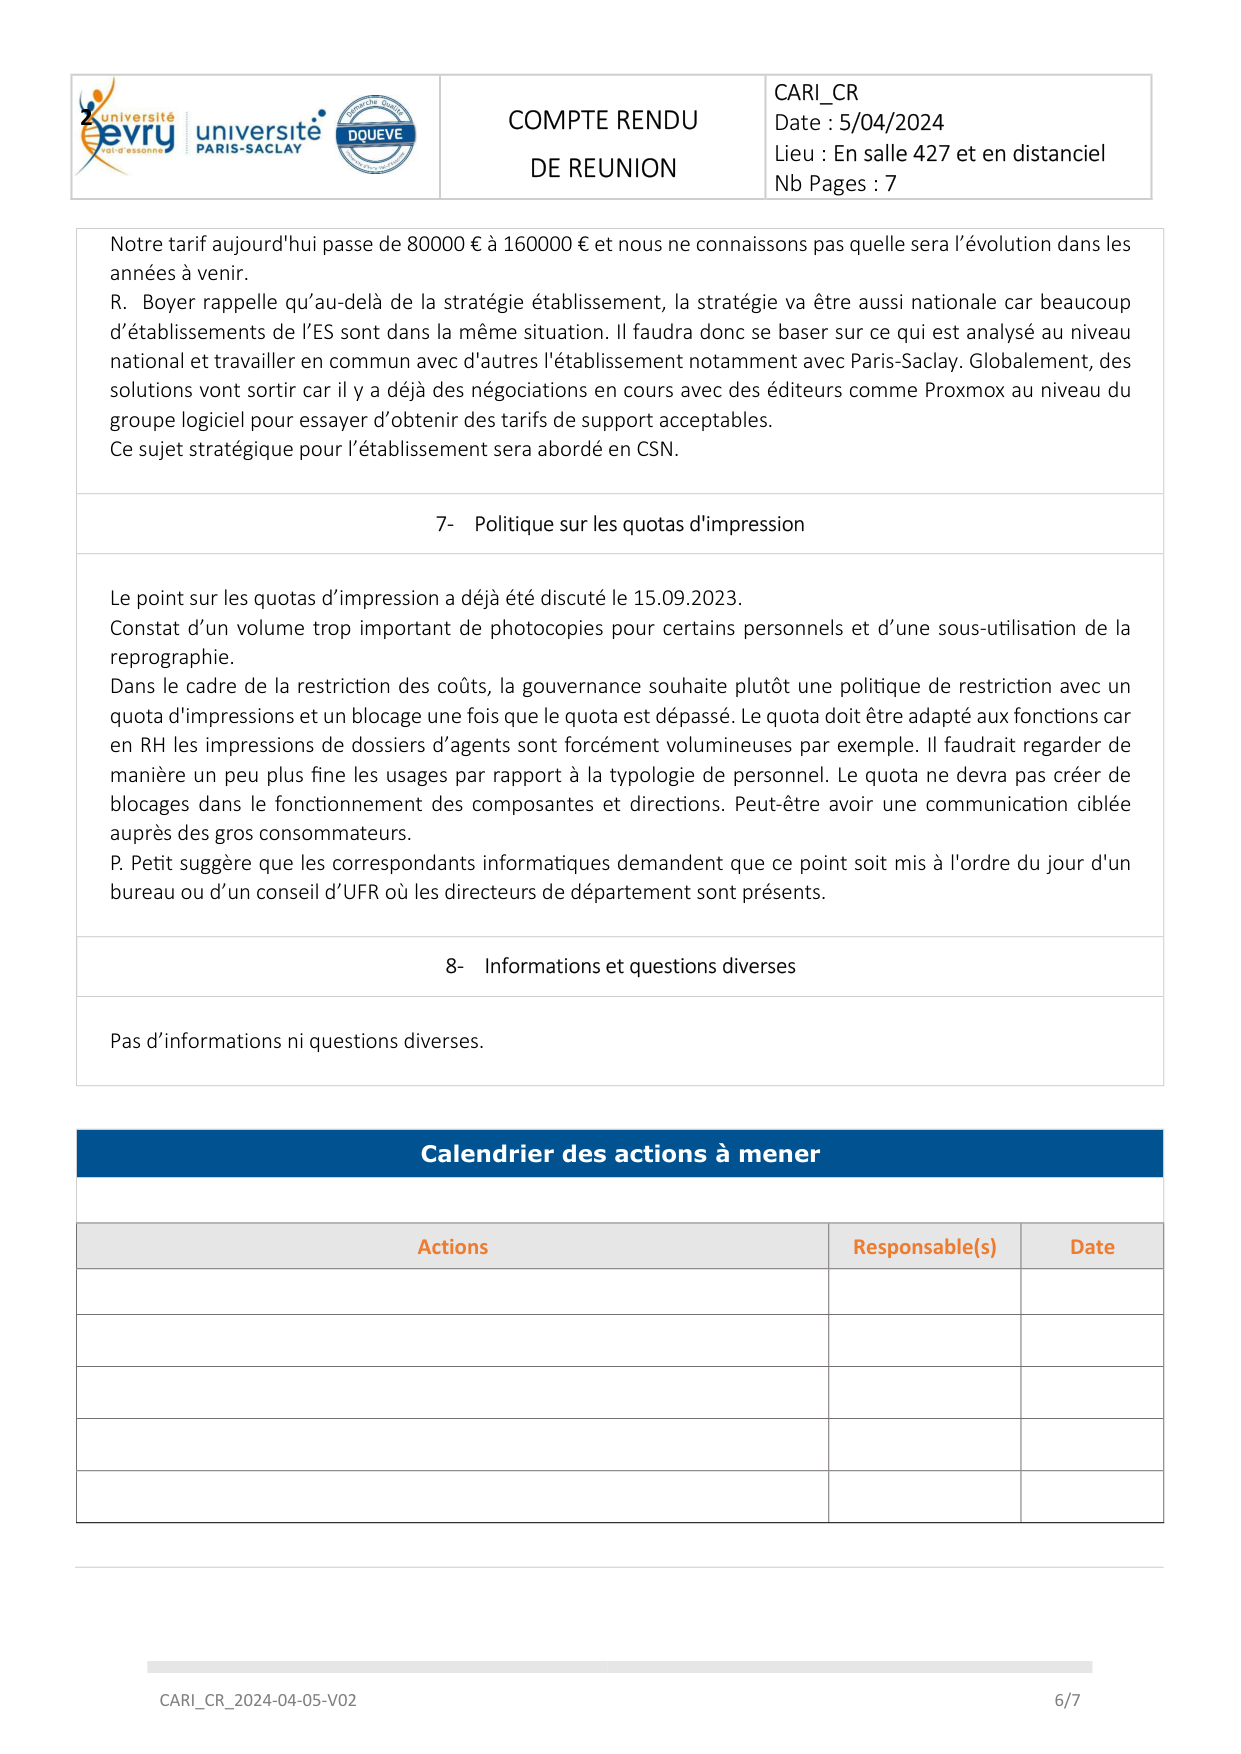 2
université
evry
val-d'essonne
université
PARIS-SACLAY
Démarche Qualité
DQUEVE
COMPTE RENDU
DE REUNION
CARI_CR
Date : 5/04/2024
Lieu : En salle 427 et en distanciel
Nb Pages : 7
Notre tarif aujourd'hui passe de 80000 € à 160000 € et nous ne connaissons pas quelle sera l’évolution dans les
années à venir.
R. Boyer rappelle qu’au-delà de la stratégie établissement, la stratégie va être aussi nationale car beaucoup
d’établissements de l’ES sont dans la même situation. Il faudra donc se baser sur ce qui est analysé au niveau
national et travailler en commun avec d'autres l'établissement notamment avec Paris-Saclay. Globalement, des
solutions vont sortir car il y a déjà des négociations en cours avec des éditeurs comme Proxmox au niveau du
groupe logiciel pour essayer d’obtenir des tarifs de support acceptables.
Ce sujet stratégique pour l’établissement sera abordé en CSN.
7- Politique sur les quotas d'impression
Le point sur les quotas d’impression a déjà été discuté le 15.09.2023.
Constat d’un volume trop important de photocopies pour certains personnels et d’une sous-utilisation de la
reprographie.
Dans le cadre de la restriction des coûts, la gouvernance souhaite plutôt une politique de restriction avec un
quota d'impressions et un blocage une fois que le quota est dépassé. Le quota doit être adapté aux fonctions car
en RH les impressions de dossiers d’agents sont forcément volumineuses par exemple. Il faudrait regarder de
manière un peu plus fine les usages par rapport à la typologie de personnel. Le quota ne devra pas créer de
blocages dans le fonctionnement des composantes et directions. Peut-être avoir une communication ciblée
auprès des gros consommateurs.
P. Petit suggère que les correspondants informatiques demandent que ce point soit mis à l'ordre du jour d'un
bureau ou d’un conseil d’UFR où les directeurs de département sont présents.
8- Informations et questions diverses
Pas d’informations ni questions diverses.
Calendrier des actions à mener
Actions Responsable(s) Date
CARI_CR_2024-04-05-V02 6/7